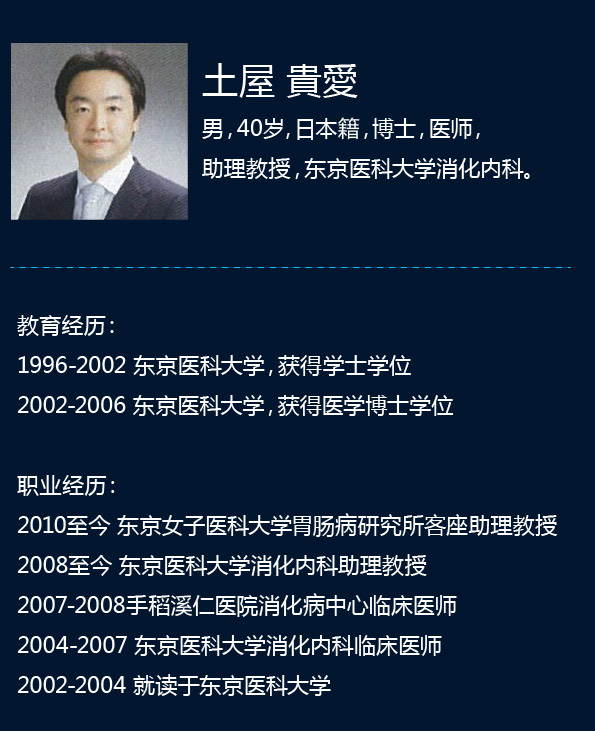 土屋 貴愛
男，40岁，日本籍，博士，医师，
助理教授，东京医科大学消化内科。
教育经历：
1996-2002 东京医科大学，获得学士学位
2002-2006 东京医科大学，获得医学博士学位
职业经历：
2010至今 东京女子医科大学胃肠病研究所客座助理教授
2008至今 东京医科大学消化内科助理教授
2007-2008手稻溪仁医院消化病中心临床医师
2004-2007 东京医科大学消化内科临床医师
2002-2004 就读于东京医科大学